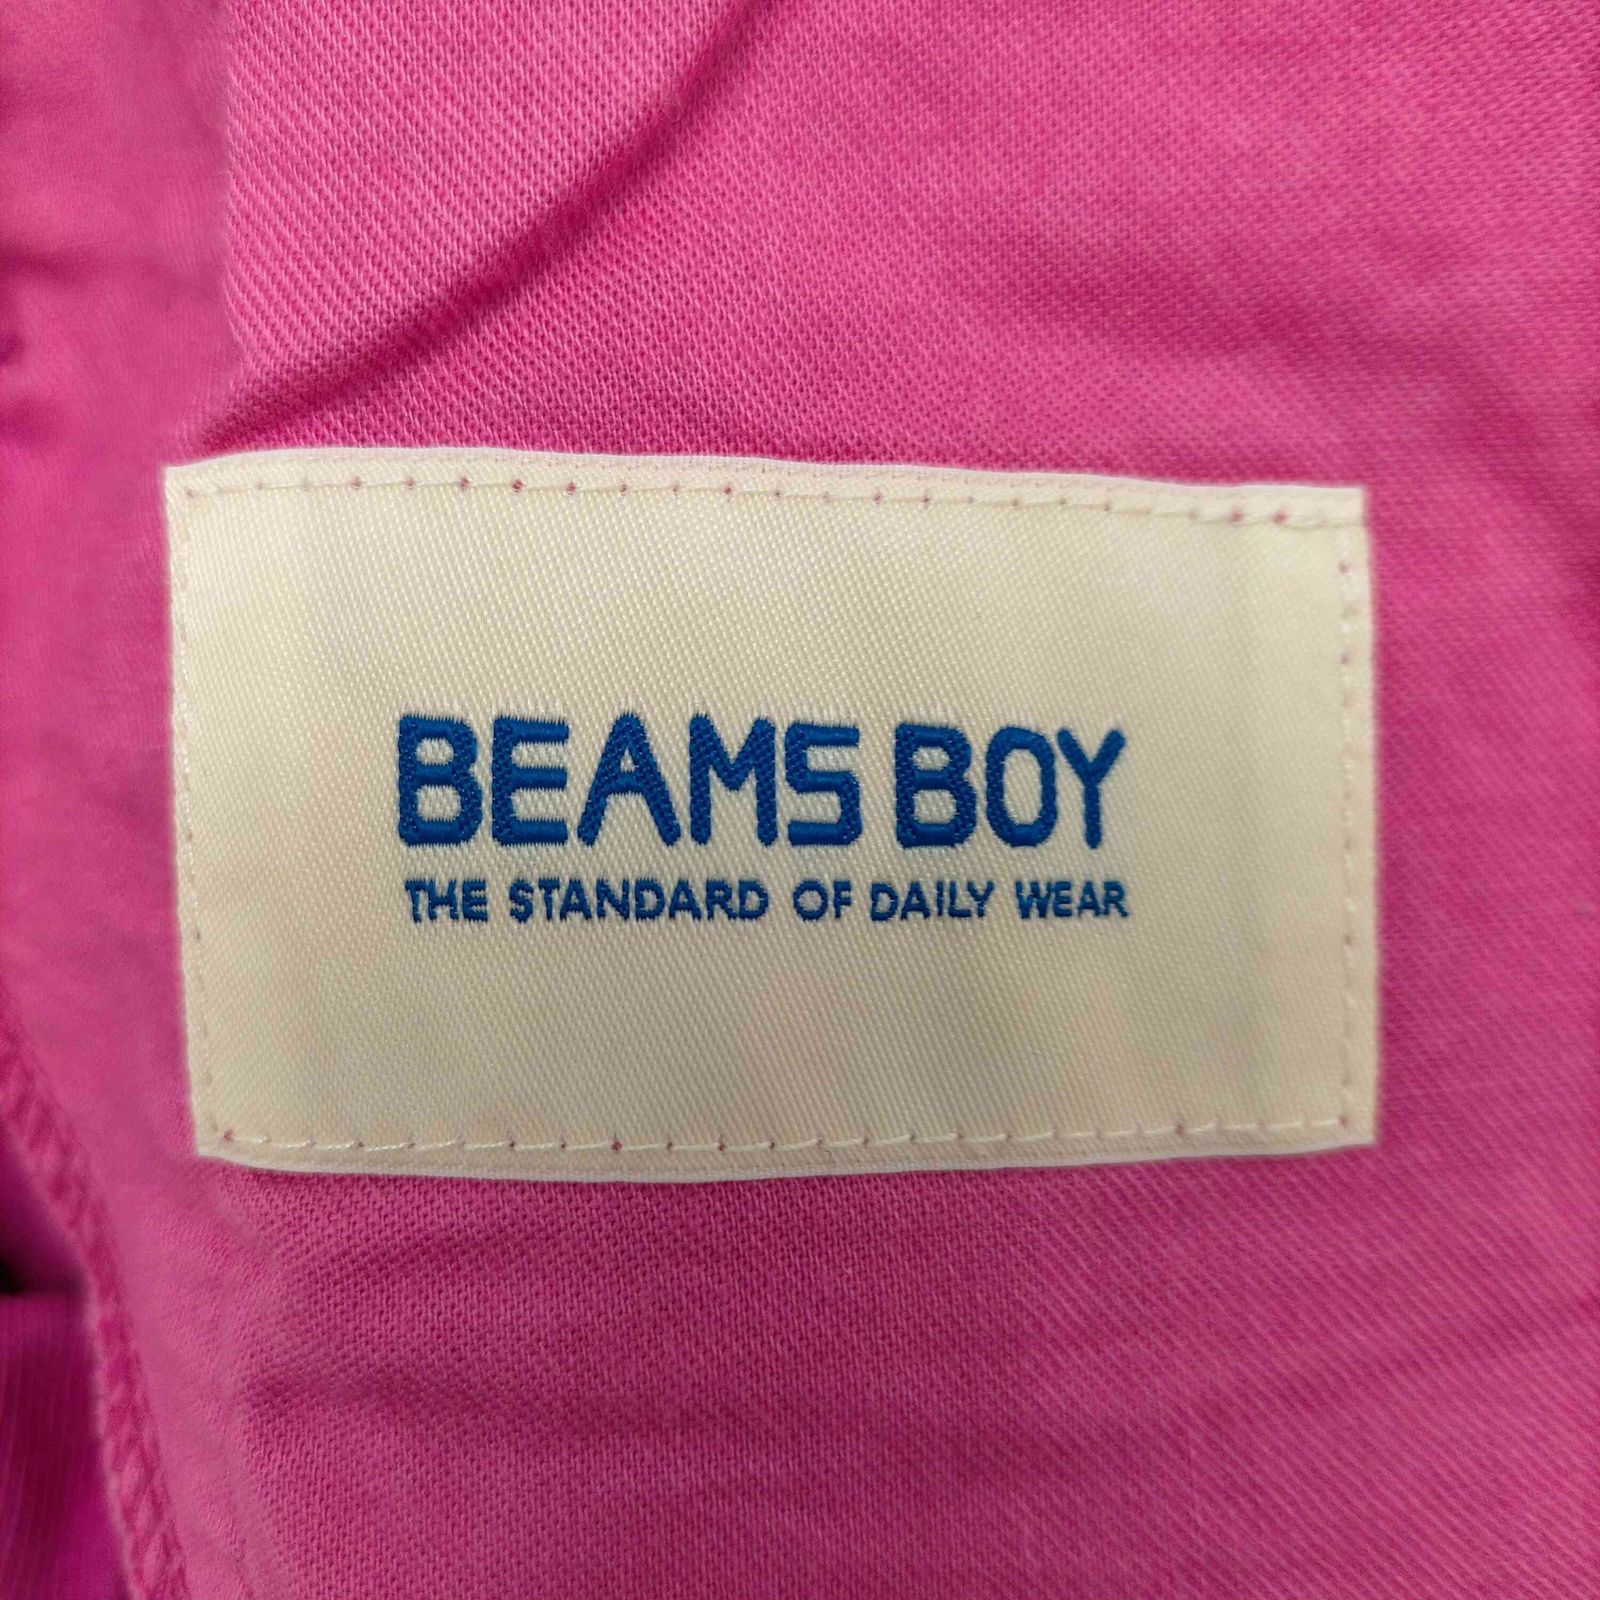 BEAMS BOY
THE STANDARD OF DAILY WEAR